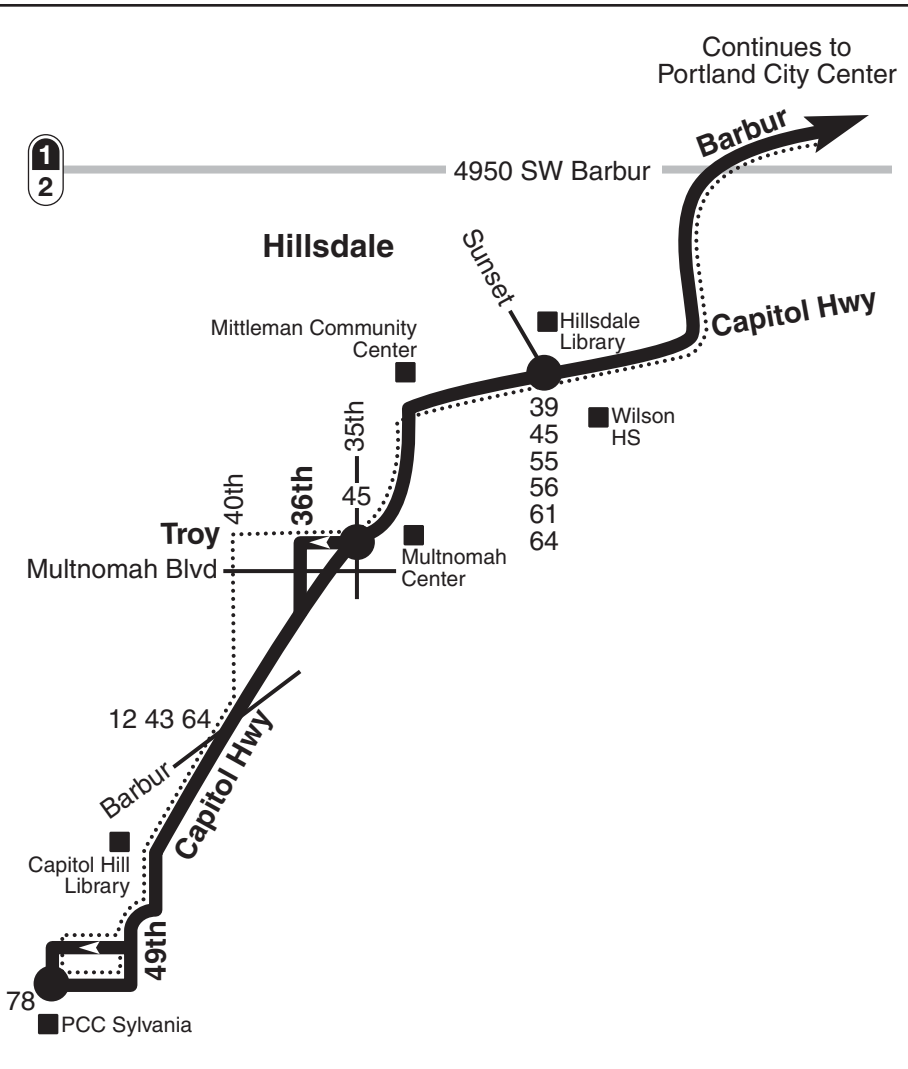 Continues to
Portland City Center
Barbur
1
2
4950 SW Barbur
Hillsdale
Sunset
Mittleman Community
Center
Hillsdale
Library
Capitol Hwy
39
45
55
56
61
64
Wilson
HS
35th
40th
36th
45
Troy
Multnomah Blvd
Multnomah
Center
12 43 64
Barbur
Capitol Hwy
Capitol Hill
Library
49th
78
PCC Sylvania